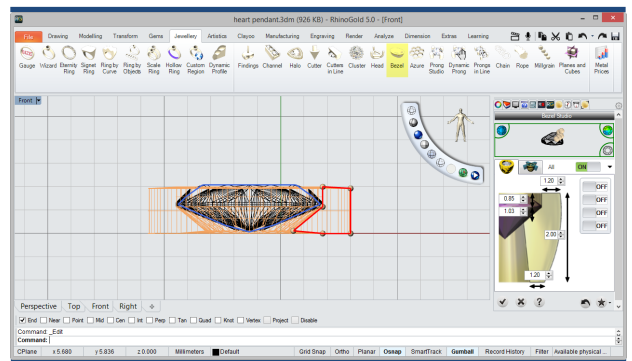 heart pendant.3dm (926 KB) - RhinoGold 5.0 - [Front]
File Drawing Modelling Transform Gems Jewellery Artistics Clayoo Manufacturing Engraving Render Analyze Dimension Extras Learn
Gauge Wizard Eternity Ring Signet Ring Ring by Curve Ring by Objects Scale Ring Hollow Ring Custom Region Dynamic Profile Findings Channel Halo Cutter Cutters in Line Cluster Head Bezel Azure Prong Studio Dynamic Prong Prongs in Line Chain Rope Millgrain Planes and Cutties Metal Prices
Front
Bezel Studio
All ON
1.20
0.85
1.03
2.00
1.20
OFF
OFF
OFF
OFF
Perspective Top Front Right
End Near Point Mid Cen Int Perp Tan Quad Knot Vertex Project Disable
Command: _Edit
Command:
CPlane x 5.680 y 5.836 z 0.000 Millimeters Default Grid Snap Ortho Planar Osnap SmartTrack Gumball Record History Filter Available physical ...